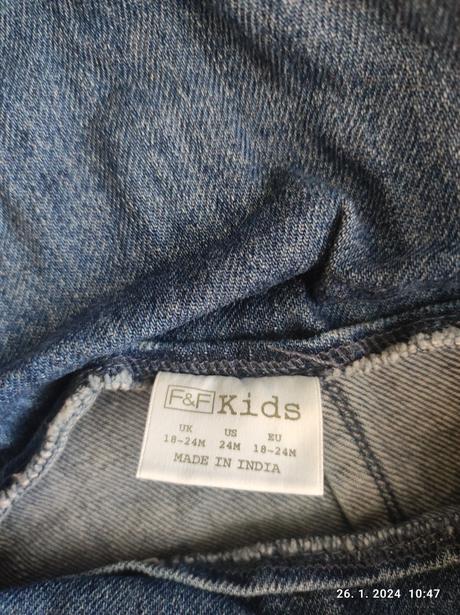 F&F Kids
UK US EU
18-24M 24M 18-24M
MADE IN INDIA
26. 1. 2024 10:47